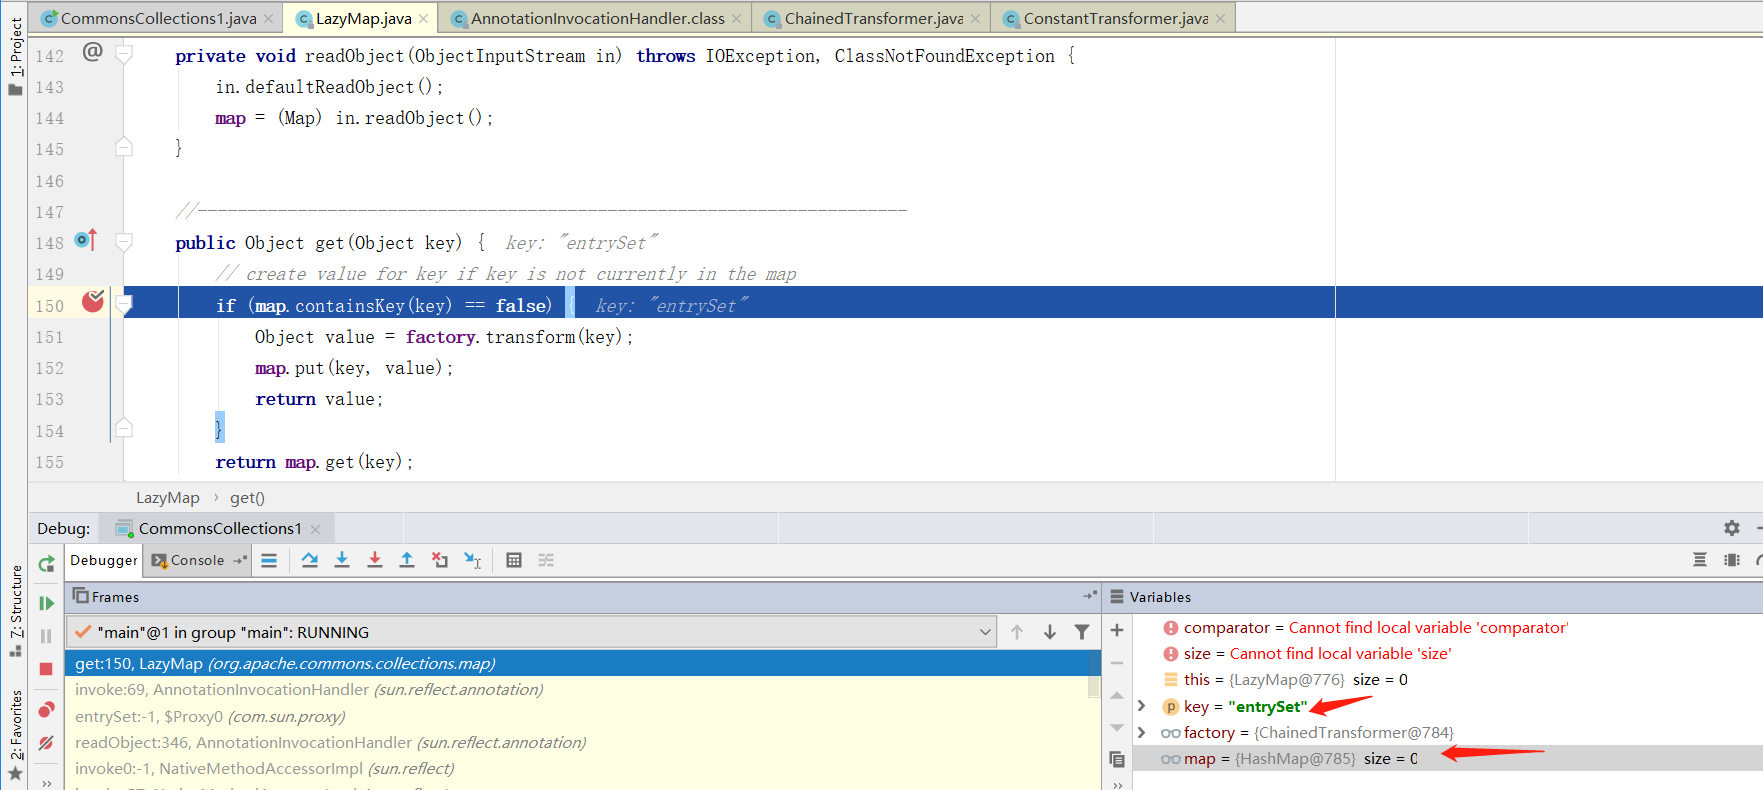 CommonsCollections1.java
LazyMap.java
AnnotationInvocationHandler.class
ChainedTransformer.java
ConstantTransformer.java
1: Project
142 private void readObject(ObjectInputStream in) throws IOException, ClassNotFoundException {
143 in.defaultReadObject();
144 map = (Map) in.readObject();
145 }
146
147 //-----------------------------------------------------------------------
148 public Object get(Object key) { key: "entrySet"
149 // create value for key if key is not currently in the map
150 if (map.containsKey(key) == false) { key: "entrySet"
151 Object value = factory.transform(key);
152 map.put(key, value);
153 return value;
154 }
155 return map.get(key);
LazyMap › get()
Debug: CommonsCollections1
Debugger Console
7: Structure
2: Favorites
Frames
"main"@1 in group "main": RUNNING
get:150, LazyMap (org.apache.commons.collections.map)
invoke:69, AnnotationInvocationHandler (sun.reflect.annotation)
entrySet:-1, $Proxy0 (com.sun.proxy)
readObject:346, AnnotationInvocationHandler (sun.reflect.annotation)
invoke0:-1, NativeMethodAccessorImpl (sun.reflect)
Variables
comparator = Cannot find local variable 'comparator'
size = Cannot find local variable 'size'
this = {LazyMap@776} size = 0
key = "entrySet"
factory = {ChainedTransformer@784}
map = {HashMap@785} size = 0